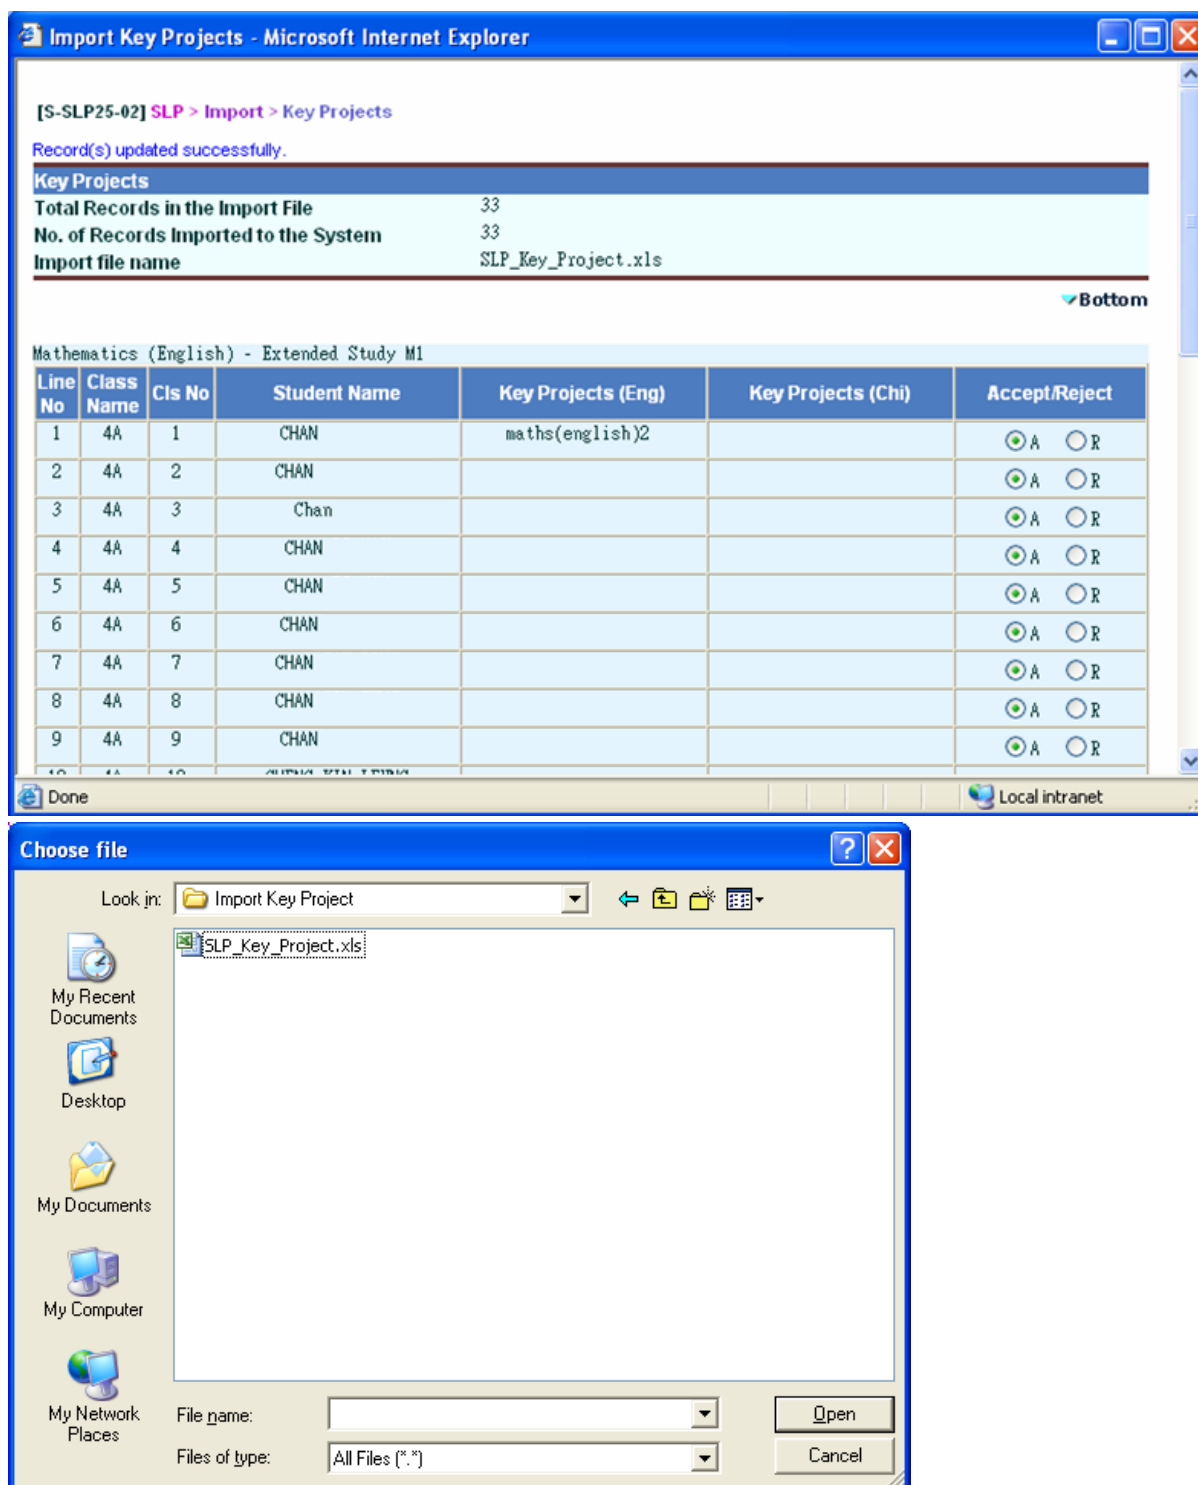 Import Key Projects - Microsoft Internet Explorer
[S-SLP25-02] SLP > Import > Key Projects
Record(s) updated successfully.
Key Projects
Total Records in the Import File 33
No. of Records Imported to the System 33
Import file name SLP_Key_Project.xls
Bottom
Mathematics (English) - Extended Study M1
Line No Class Name Cls No Student Name Key Projects (Eng) Key Projects (Chi) Accept/Reject
1 4A 1 CHAN maths(english)2 A R
2 4A 2 CHAN A R
3 4A 3 Chan A R
4 4A 4 CHAN A R
5 4A 5 CHAN A R
6 4A 6 CHAN A R
7 4A 7 CHAN A R
8 4A 8 CHAN A R
9 4A 9 CHAN A R
Done Local intranet
Choose file
Look in: Import Key Project
SLP_Key_Project.xls
My Recent
Documents
Desktop
My Documents
My Computer
My Network
Places
File name: Open
Files of type: All Files (*.*) Cancel